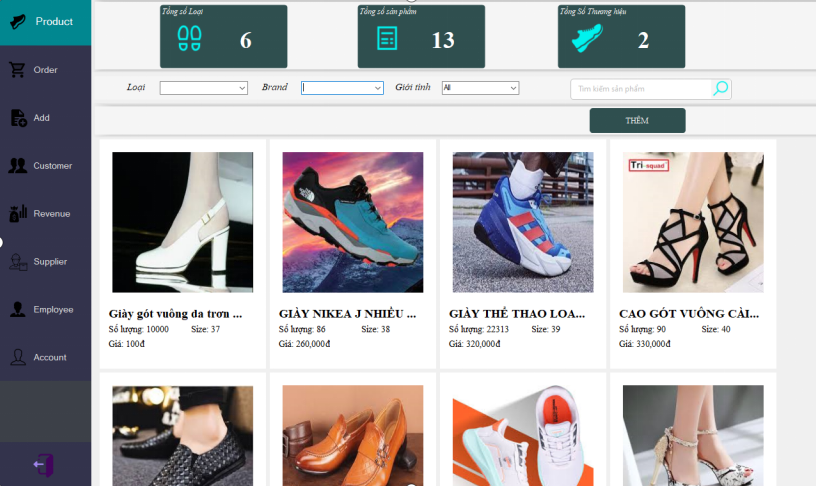 Product
Order
Add
Customer
Revenue
Supplier
Employee
Account
Tổng số Loại
6
Tổng số sản phẩm
13
Tổng Số Thương hiệu
2
Loại
Brand
Giới tính
All
Tìm kiếm sản phẩm
THÊM
Giày gót vuông da trơn ...
Số lượng: 10000
Size: 37
Giá: 100đ
THE NORTH FACE
GIÀY NIKEA J NHIỀU ...
Số lượng: 86
Size: 38
Giá: 260,000đ
GIÀY THỂ THAO LOA...
Số lượng: 22313
Size: 39
Giá: 320,000đ
Tri-squad
CAO GÓT VUÔNG CÀI...
Số lượng: 90
Size: 40
Giá: 330,000đ